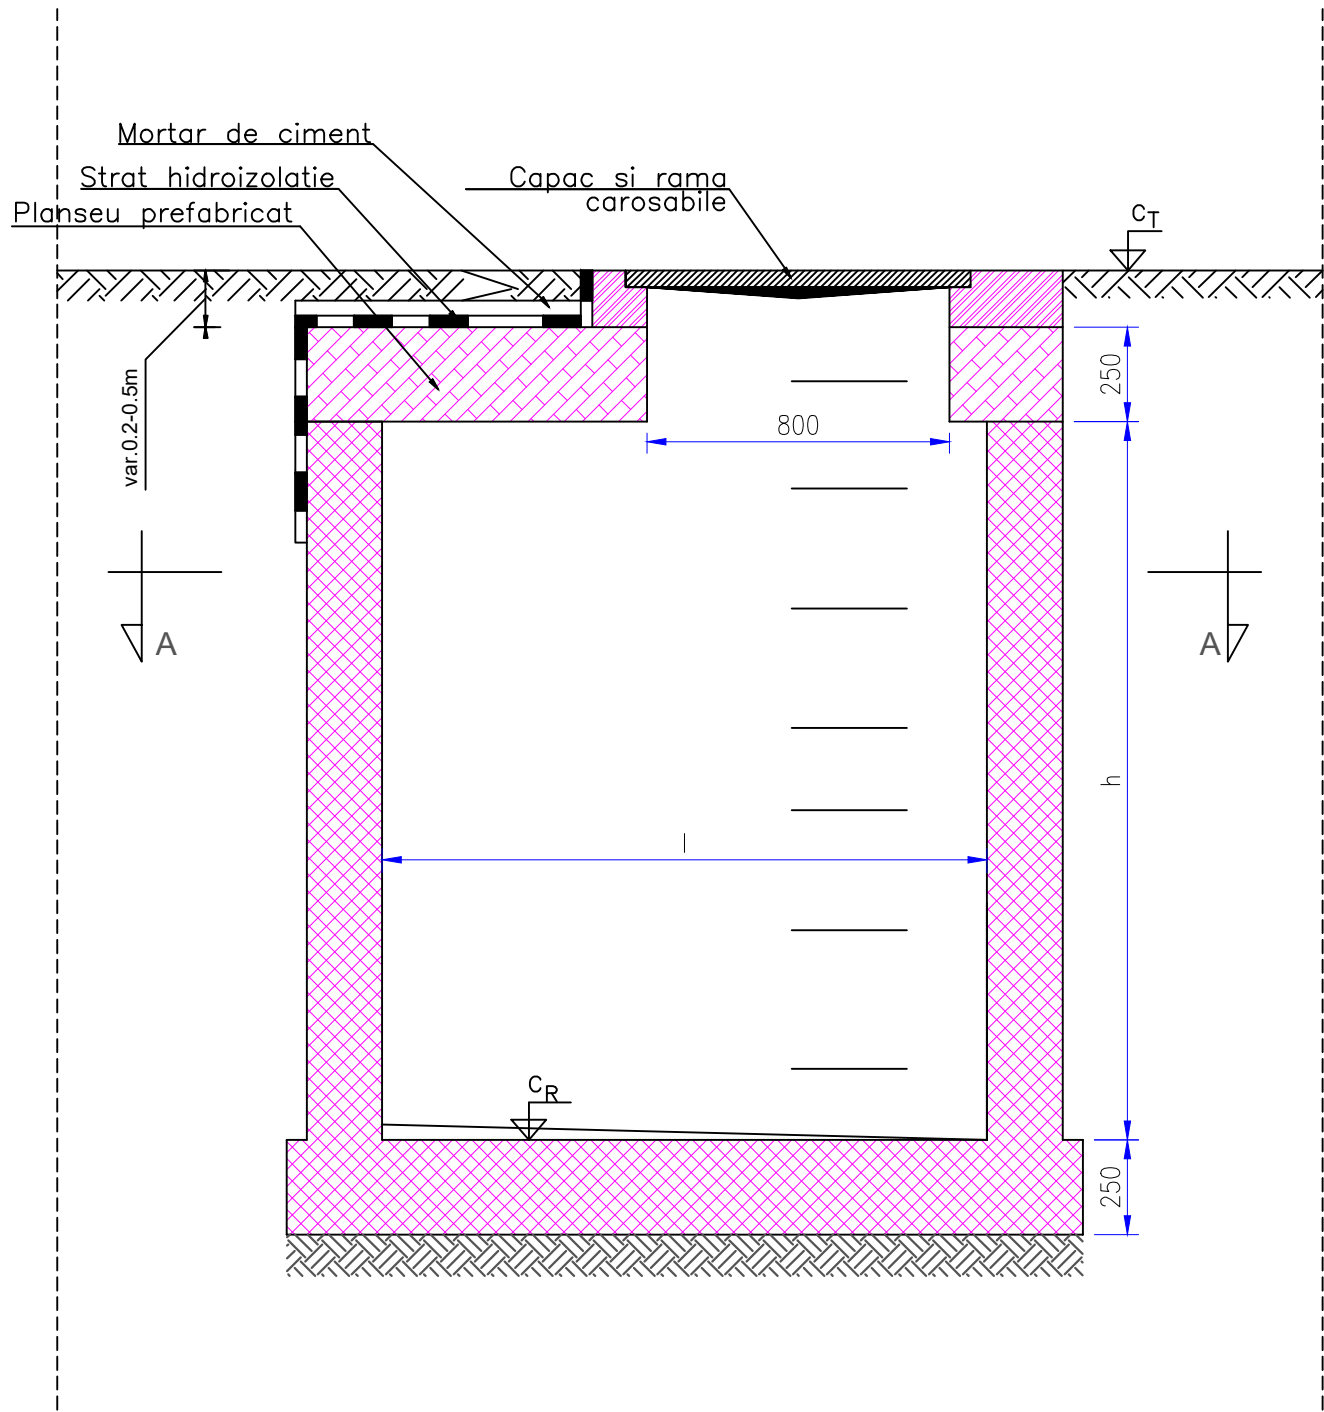 Mortar de ciment
Strat hidroizolatie
Planseu prefabricat
Capac si rama
carosabile
CT
var.0.2-0.5m
250
800
A
A
h
l
CR
250